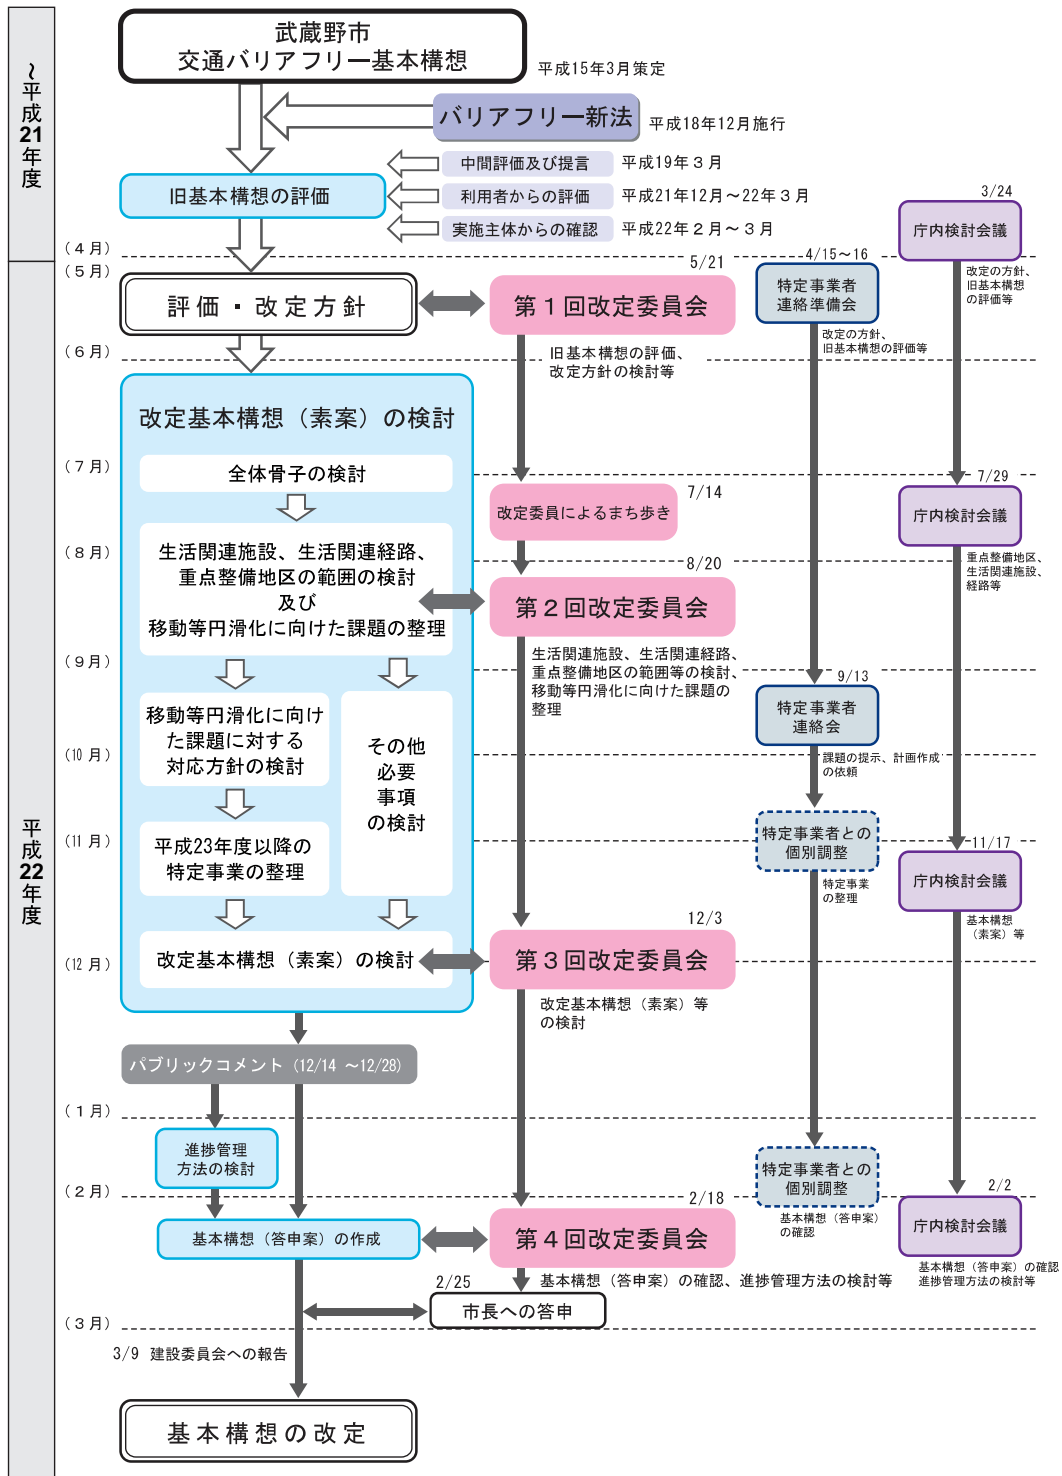 ～平成21年度
平成22年度
武蔵野市
交通バリアフリー基本構想
平成15年3月策定
バリアフリー新法
平成18年12月施行
中間評価及び提言
平成19年３月
利用者からの評価
平成21年12月～22年３月
実施主体からの確認
平成22年２月～３月
旧基本構想の評価
3/24
庁内検討会議
改定の方針、
旧基本構想
の評価等
（４月）
（５月）
4/15～16
特定事業者
連絡準備会
改定の方針、
旧基本構想の評価等
5/21
評価・改定方針
第１回改定委員会
旧基本構想の評価、
改定方針の検討等
（６月）
改定基本構想（素案）の検討
（７月）
全体骨子の検討
7/14
改定委員によるまち歩き
7/29
庁内検討会議
重点整備地区、
生活関連施設、
経路等
（８月）
生活関連施設、生活関連経路、
重点整備地区の範囲の検討
及び
移動等円滑化に向けた課題の整理
8/20
第２回改定委員会
生活関連施設、生活関連経路、
重点整備地区の範囲等の検討、
移動等円滑化に向けた課題の
整理
（９月）
9/13
特定事業者
連絡会
課題の提示、計画作成
の依頼
移動等円滑化に向け
た課題に対する
対応方針の検討
その他
必要
事項
の検討
（10月）
（11月）
平成23年度以降の
特定事業の整理
特定事業者との
個別調整
特定事業
の整理
11/17
庁内検討会議
基本構想
（素案）等
（12月）
改定基本構想（素案）の検討
12/3
第３回改定委員会
改定基本構想（素案）等
の検討
パブリックコメント（12/14 ～12/28）
（１月）
進捗管理
方法の検討
特定事業者との
個別調整
基本構想（答申案）
の確認
（２月）
2/2
庁内検討会議
基本構想（答申案）の確認
進捗管理方法の検討等
基本構想（答申案）の作成
2/18
第４回改定委員会
基本構想（答申案）の確認、進捗管理方法の検討等
2/25
市長への答申
（３月）
3/9 建設委員会への報告
基本構想の改定